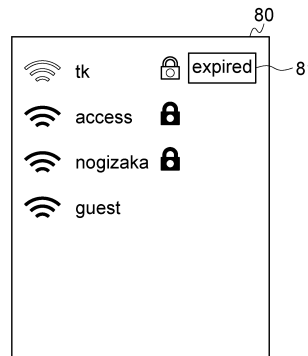 80
tk expired 8
access
nogizaka
guest